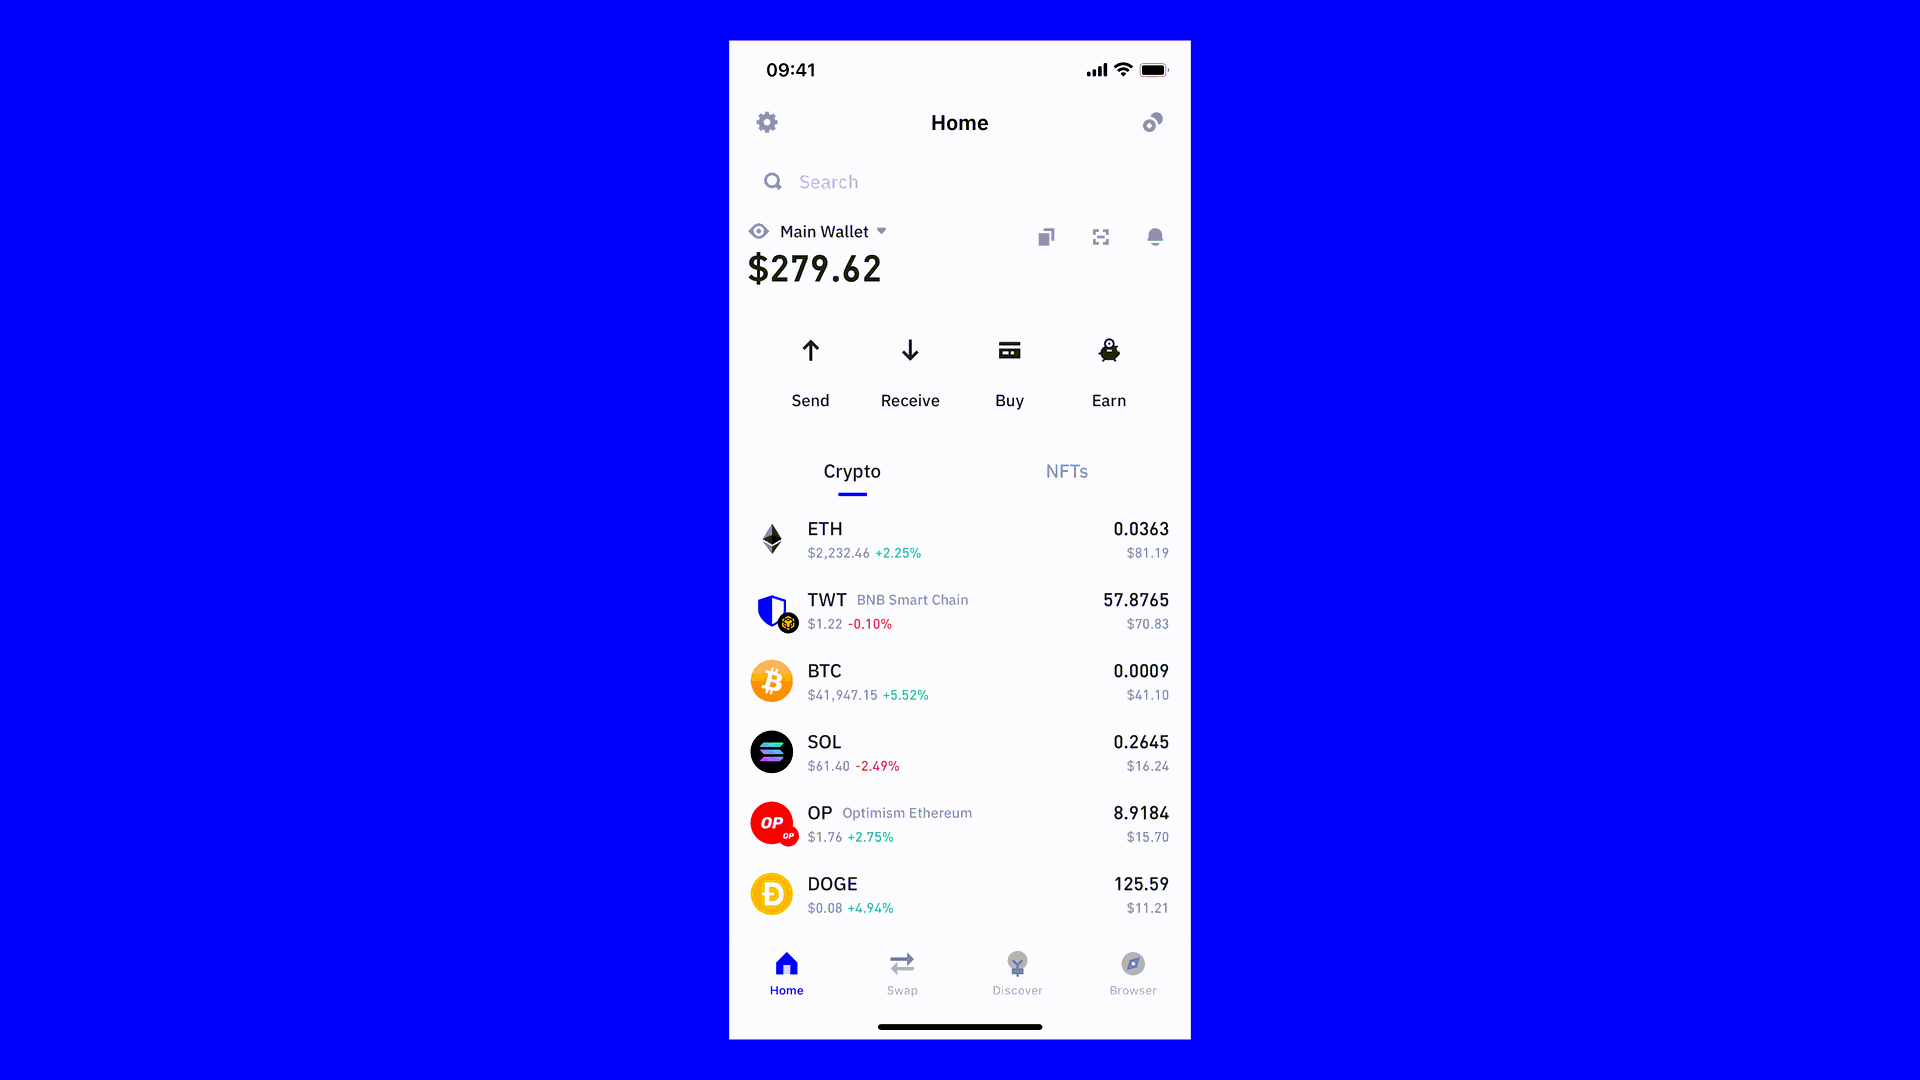 09:41
Home
Search
Main Wallet
$279.62
Send Receive Buy Earn
Crypto NFTs
ETH 0.0363
$2,232.46 +2.25% $81.19
TWT BNB Smart Chain 57.8765
$1.22 -0.10% $70.83
BTC 0.0009
$41,947.15 +5.52% $41.10
SOL 0.2645
$61.40 -2.49% $16.24
OP OP OP Optimism Ethereum 8.9184
$1.76 +2.75% $15.70
DOGE 125.59
$0.08 +4.94% $11.21
Home Swap Discover Browser